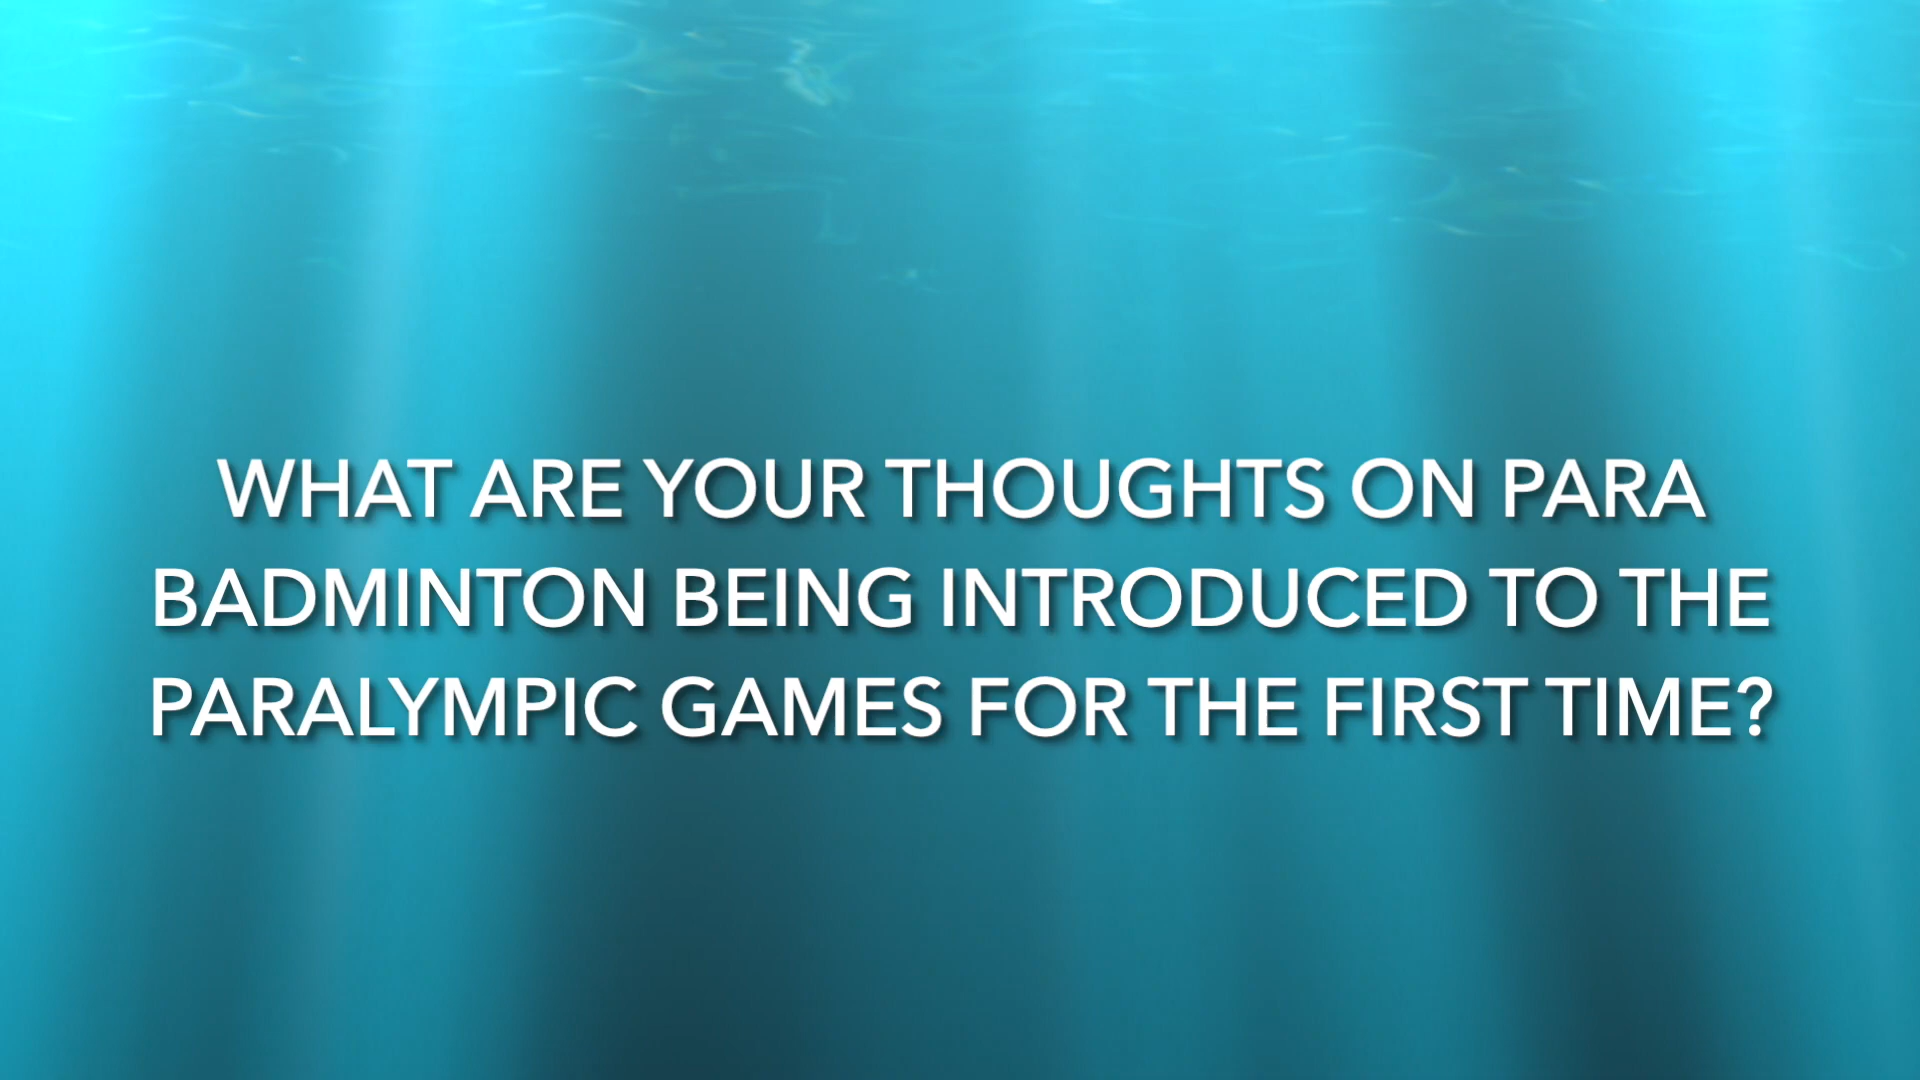 WHAT ARE YOUR THOUGHTS ON PARA
BADMINTON BEING INTRODUCED TO THE
PARALYMPIC GAMES FOR THE FIRST TIME?